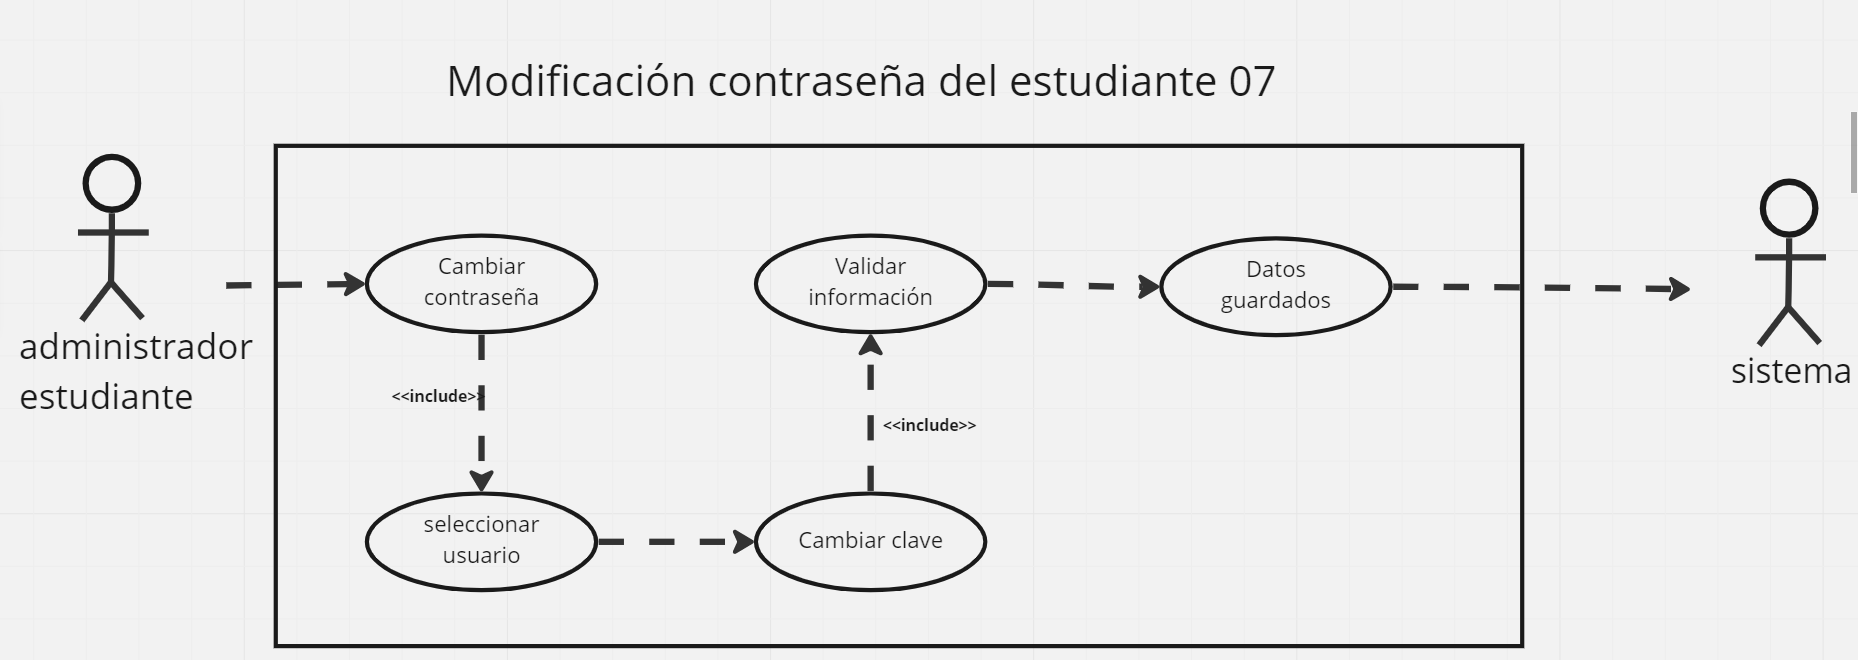 Modificación contraseña del estudiante 07
administrador
estudiante
Cambiar
contraseña
<<include>>
seleccionar
usuario
Cambiar clave
<<include>>
Validar
información
Datos
guardados
sistema